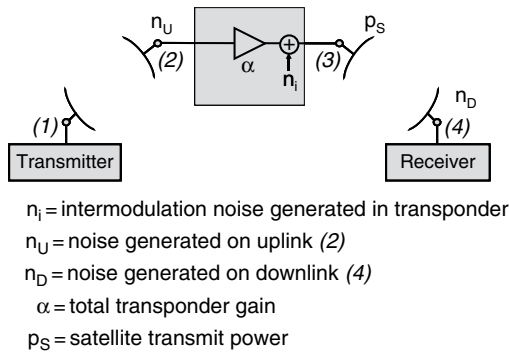 n_U p_S
(2) α n_i (3)
(1) n_D (4)
Transmitter Receiver
n_i = intermodulation noise generated in transponder
n_U = noise generated on uplink (2)
n_D = noise generated on downlink (4)
α = total transponder gain
p_S = satellite transmit power